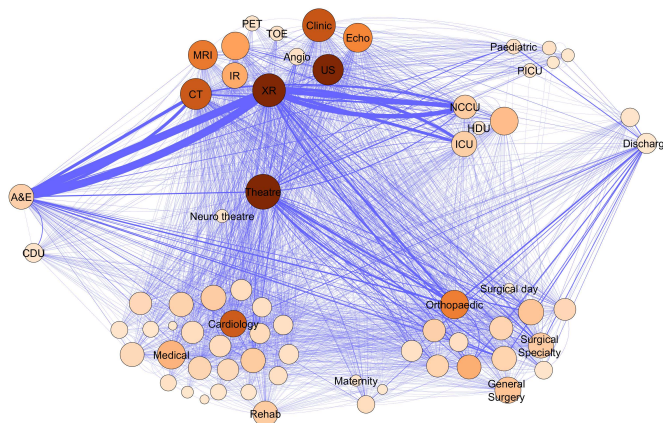 PET
TOE
Clinic
Echo
MRI
Angio
IR
US
CT
XR
Paediatric
PICU
NCCU
HDU
ICU
Discharg
A&E
Theatre
Neuro theatre
CDU
Surgical day
Orthopaedic
Cardiology
Surgical
Specialty
Medical
Maternity
General
Surgery
Rehab